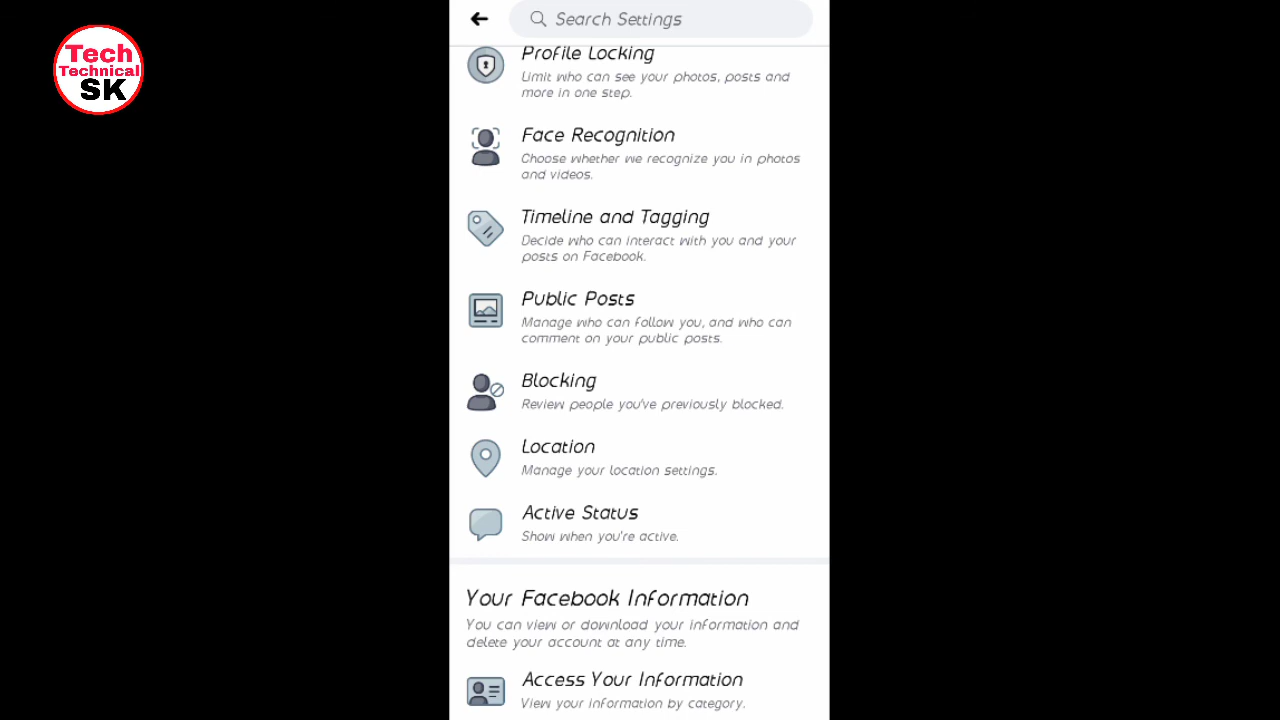 Tech
Technical
SK
Search Settings
Profile Locking
Limit who can see your photos, posts and
more in one step.
Face Recognition
Choose whether we recognize you in photos
and videos.
Timeline and Tagging
Decide who can interact with you and your
posts on Facebook.
Public Posts
Manage who can follow you, and who can
comment on your public posts.
Blocking
Review people you've previously blocked.
Location
Manage your location settings.
Active Status
Show when you're active.
Your Facebook Information
You can view or download your information and
delete your account at any time.
Access Your Information
View your information by category.